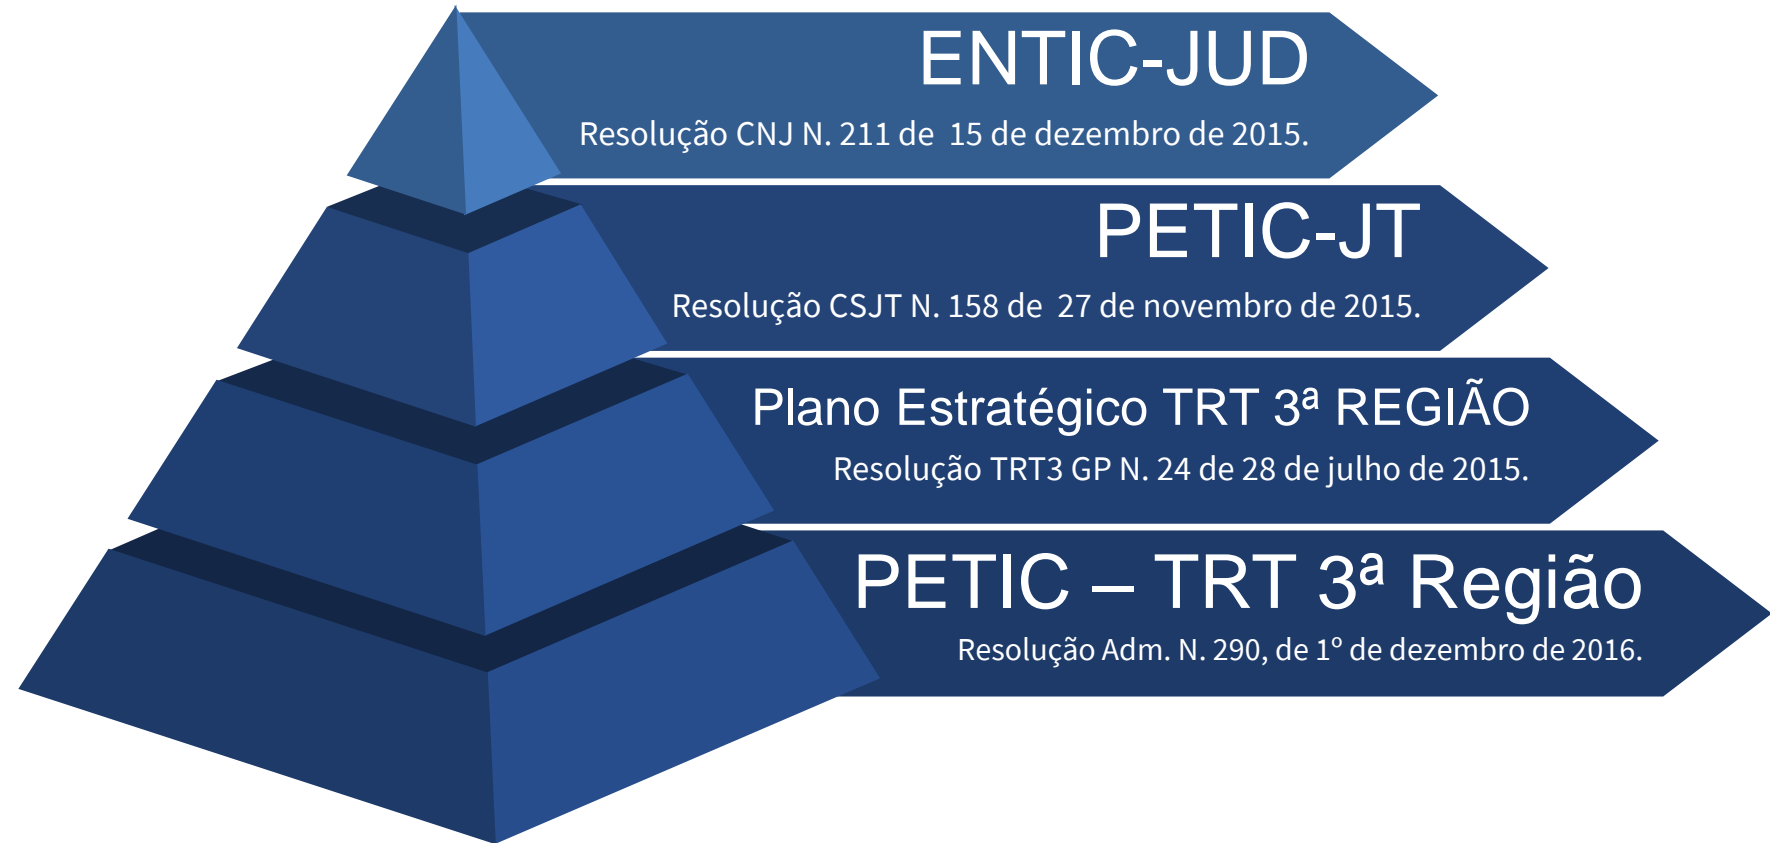 ENTIC-JUD
Resolução CNJ N. 211 de  15 de dezembro de 2015.
PETIC-JT
Resolução CSJT N. 158 de  27 de novembro de 2015.
Plano Estratégico TRT 3ª REGIÃO
Resolução TRT3 GP N. 24 de 28 de julho de 2015.
PETIC – TRT 3ª Região
Resolução Adm. N. 290, de 1º de dezembro de 2016.